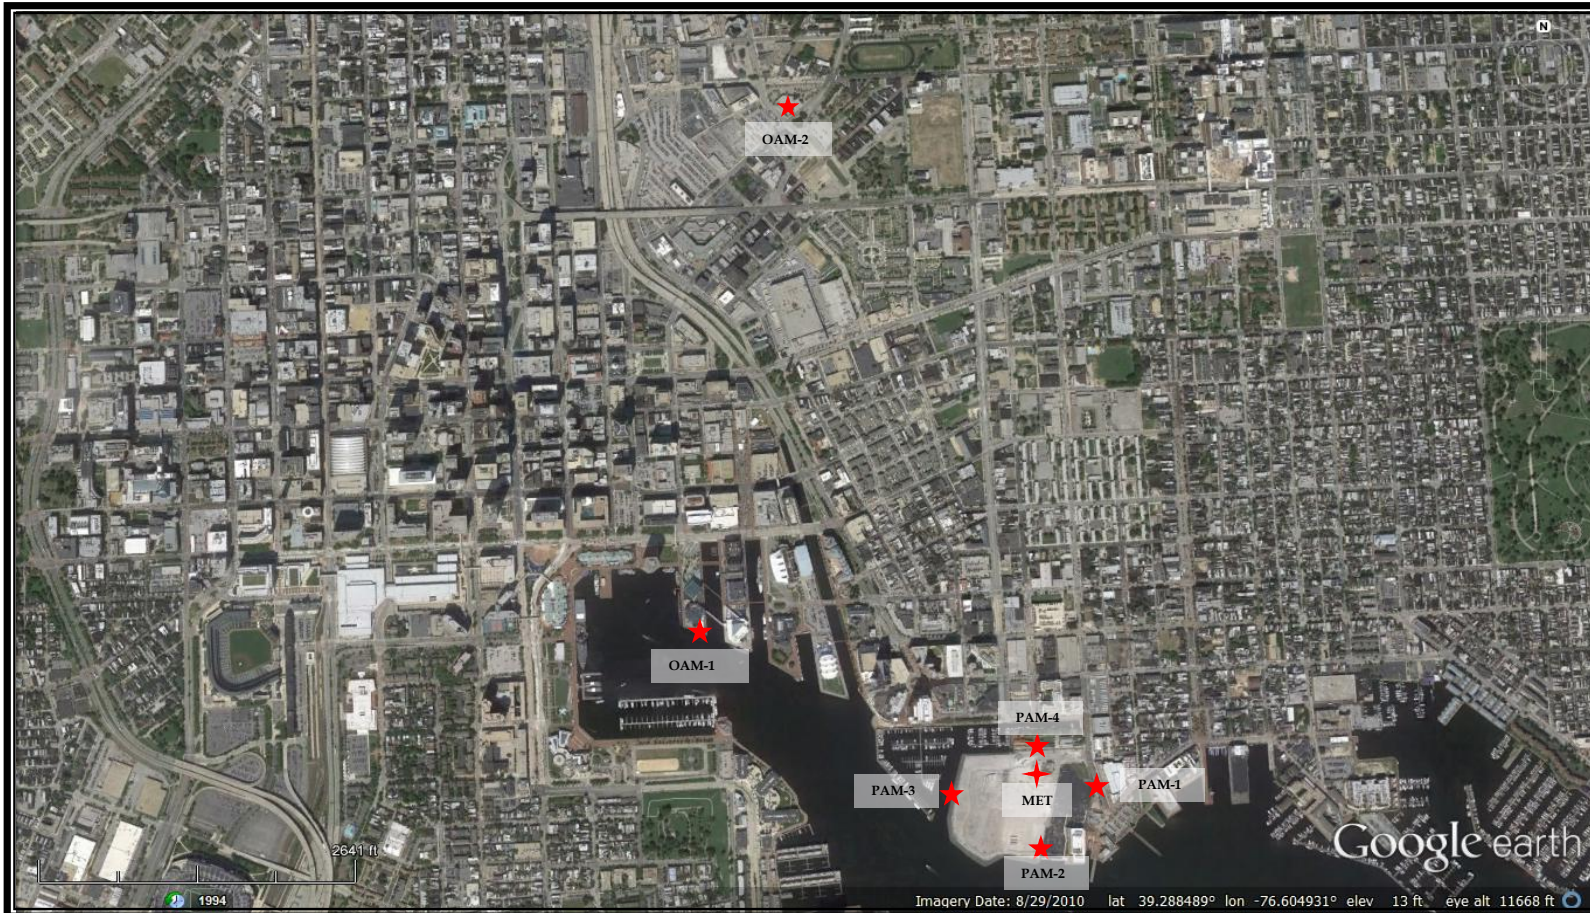 N
OAM-2
OAM-1
PAM-4
PAM-3
MET
PAM-1
PAM-2
Google earth
2641 ft
1994
Imagery Date: 8/29/2010 lat 39.288489° lon -76.604931° elev 13 ft eye alt 11668 ft